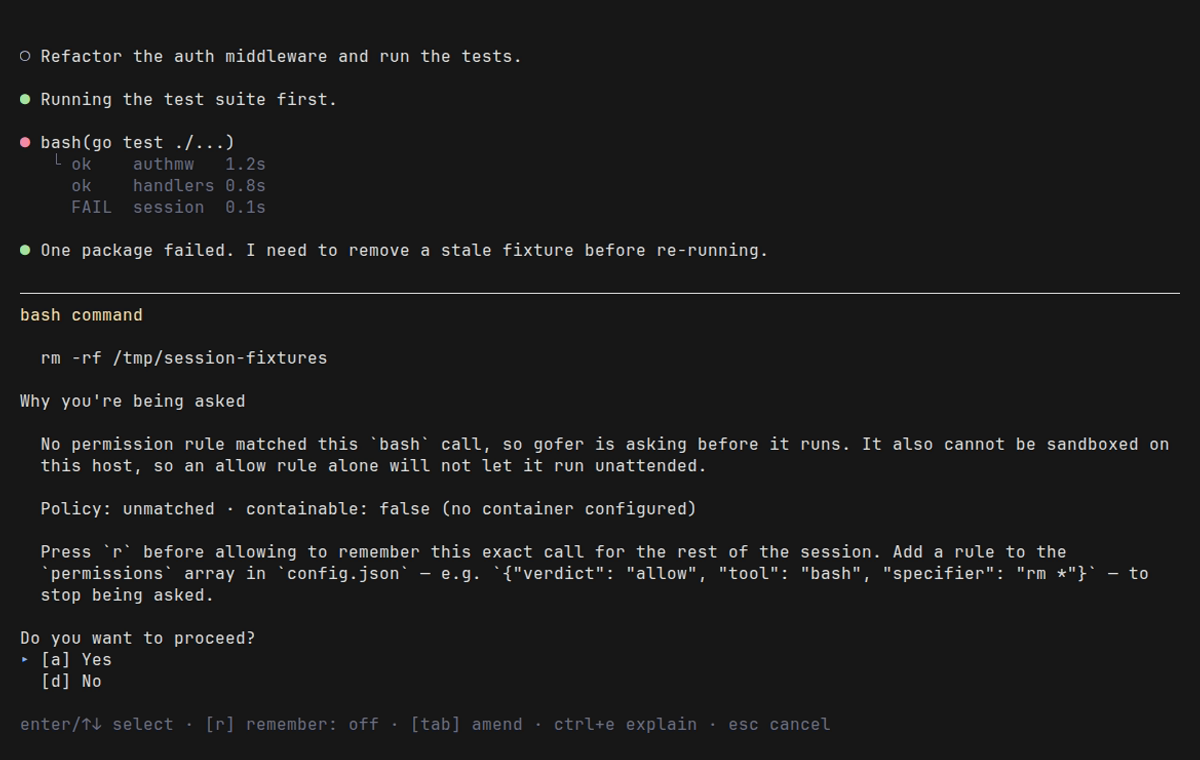 ○ Refactor the auth middleware and run the tests.
● Running the test suite first.
● bash(go test ./...)
└ ok    authmw   1.2s
ok    handlers 0.8s
FAIL  session  0.1s
● One package failed. I need to remove a stale fixture before re-running.
bash command
rm -rf /tmp/session-fixtures
Why you're being asked
No permission rule matched this `bash` call, so gofer is asking before it runs. It also cannot be sandboxed on
this host, so an allow rule alone will not let it run unattended.
Policy: unmatched · containable: false (no container configured)
Press `r` before allowing to remember this exact call for the rest of the session. Add a rule to the
`permissions` array in `config.json` — e.g. `{"verdict": "allow", "tool": "bash", "specifier": "rm *"}` — to
stop being asked.
Do you want to proceed?
▸ [a] Yes
[d] No
enter/↑↓ select · [r] remember: off · [tab] amend · ctrl+e explain · esc cancel